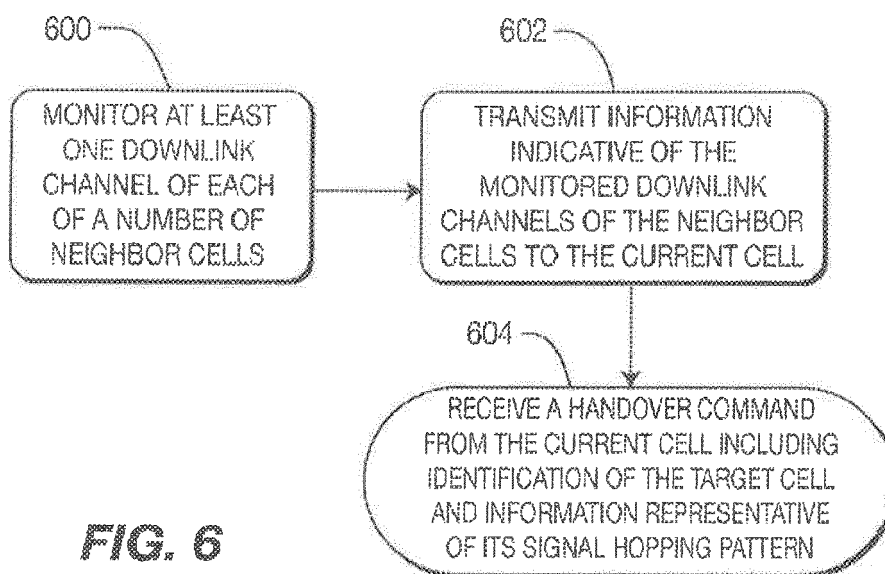 600
MONITOR AT LEAST
ONE DOWNLINK
CHANNEL OF EACH
OF A NUMBER OF
NEIGHBOR CELLS
602
TRANSMIT INFORMATION
INDICATIVE OF THE
MONITORED DOWNLINK
CHANNELS OF THE NEIGHBOR
CELLS TO THE CURRENT CELL
604
RECEIVE A HANDOVER COMMAND
FROM THE CURRENT CELL INCLUDING
IDENTIFICATION OF THE TARGET CELL
AND INFORMATION REPRESENTATIVE
OF ITS SIGNAL HOPPING PATTERN
FIG. 6